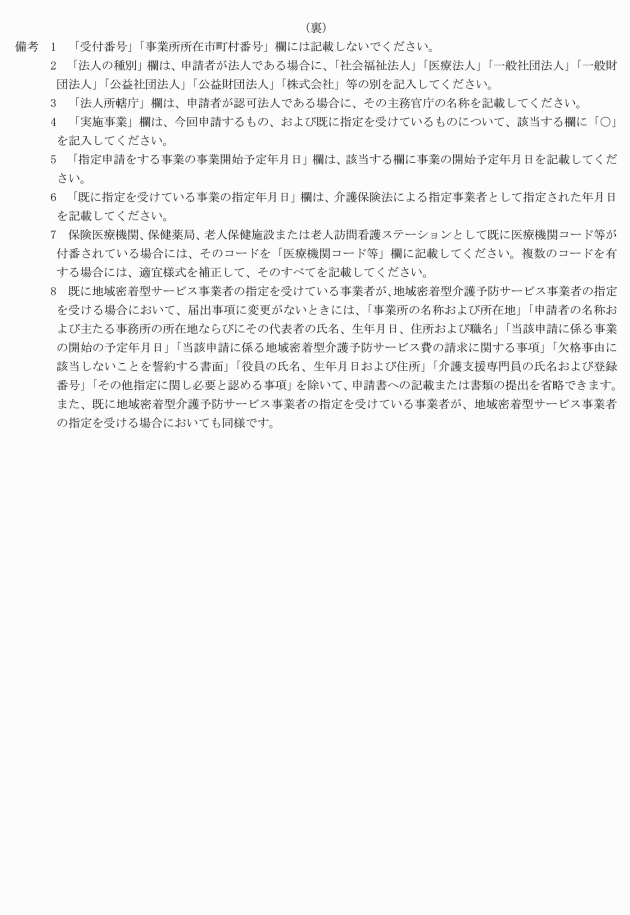 （裏）
備考　1　「受付番号」「事業所所在市町村番号」欄には記載しないでください。
2　「法人の種別」欄は、申請者が法人である場合に、「社会福祉法人」「医療法人」「一般社団法人」「一般財
団法人」「公益社団法人」「公益財団法人」「株式会社」等の別を記入してください。
3　「法人所轄庁」欄は、申請者が認可法人である場合に、その主務官庁の名称を記載してください。
4　「実施事業」欄は、今回申請するもの、および既に指定を受けているものについて、該当する欄に「○」
を記入してください。
5　「指定申請をする事業の事業開始予定年月日」欄は、該当する欄に事業の開始予定年月日を記載してくだ
さい。
6　「既に指定を受けている事業の指定年月日」欄は、介護保険法による指定事業者として指定された年月日
を記載してください。
7　保険医療機関、保健薬局、老人保健施設または老人訪問看護ステーションとして既に医療機関コード等が
付番されている場合には、そのコードを「医療機関コード等」欄に記載してください。複数のコードを有
する場合には、適宜様式を補正して、そのすべてを記載してください。
8　既に地域密着型サービス事業者の指定を受けている事業者が、地域密着型介護予防サービス事業者の指定
を受ける場合において、届出事項に変更がないときには、「事業所の名称および所在地」「申請者の名称お
よび主たる事務所の所在地ならびにその代表者の氏名、生年月日、住所および職名」「当該申請に係る事業
の開始の予定年月日」「当該申請に係る地域密着型介護予防サービス費の請求に関する事項」「欠格事由に
該当しないことを誓約する書面」「役員の氏名、生年月日および住所」「介護支援専門員の氏名および登録
番号」「その他指定に関し必要と認める事項」を除いて、申請書への記載または書類の提出を省略できます。
また、既に地域密着型介護予防サービス事業者の指定を受けている事業者が、地域密着型サービス事業者
の指定を受ける場合においても同様です。